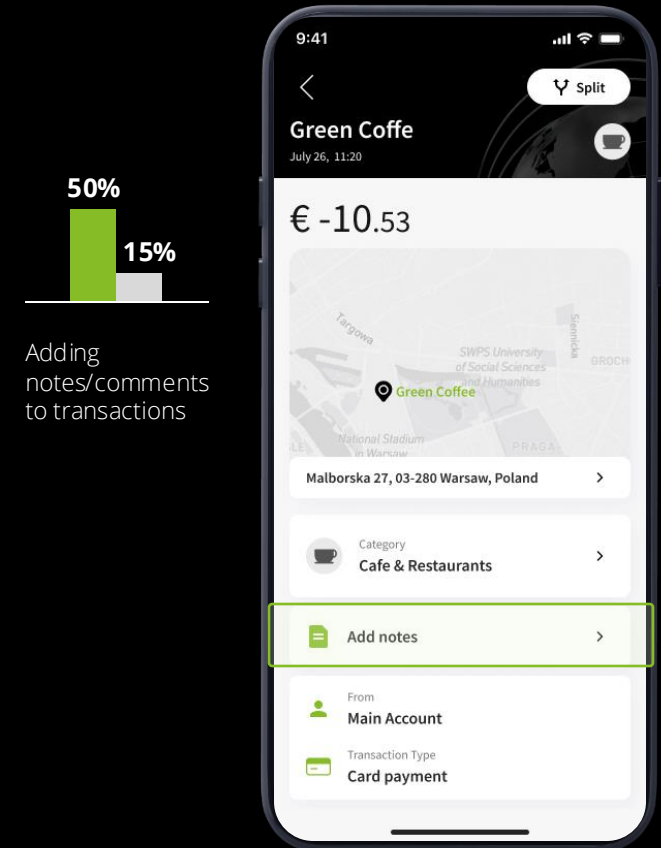 50%
15%
Adding
notes/comments
to transactions
9:41
Split
Green Coffe
July 26, 11:20
€ -10.53
Targowa
Siennicka
SWPS University
of Social Sciences
and Humanities
GROCH
Green Coffee
National Stadium
in Warsaw
PRAGA-
Malborska 27, 03-280 Warsaw, Poland
Category
Cafe & Restaurants
Add notes
From
Main Account
Transaction Type
Card payment